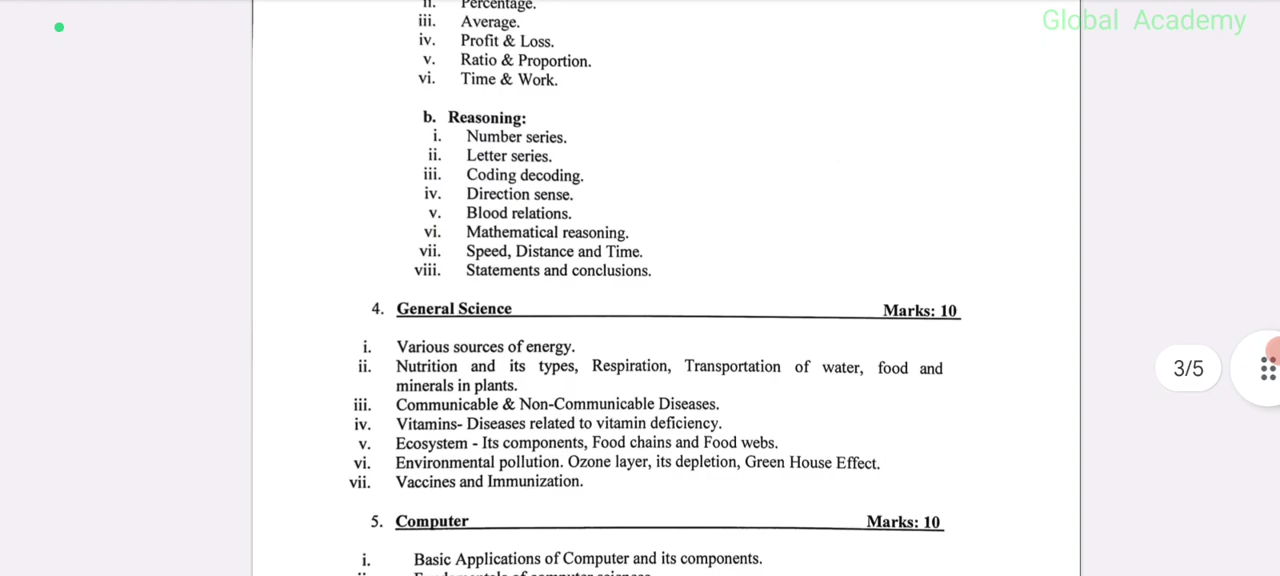 Global Academy
ii. Percentage.
iii. Average.
iv. Profit & Loss.
v. Ratio & Proportion.
vi. Time & Work.
b. Reasoning:
i. Number series.
ii. Letter series.
iii. Coding decoding.
iv. Direction sense.
v. Blood relations.
vi. Mathematical reasoning.
vii. Speed, Distance and Time.
viii. Statements and conclusions.
4. General Science Marks: 10
i. Various sources of energy.
ii. Nutrition and its types, Respiration, Transportation of water, food and
minerals in plants.
iii. Communicable & Non-Communicable Diseases.
iv. Vitamins- Diseases related to vitamin deficiency.
v. Ecosystem - Its components, Food chains and Food webs.
vi. Environmental pollution. Ozone layer, its depletion, Green House Effect.
vii. Vaccines and Immunization.
3/5
5. Computer Marks: 10
i. Basic Applications of Computer and its components.